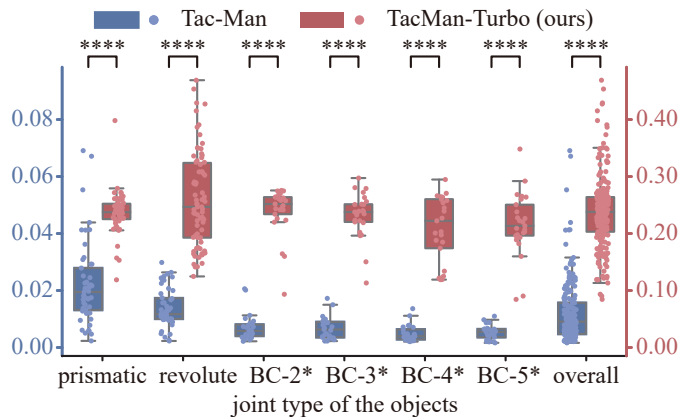 Tac-Man TacMan-Turbo (ours)
**** **** **** **** **** **** ****
0.08 0.40
0.06 0.30
0.04 0.20
0.02 0.10
0.00 0.00
prismatic revolute BC-2* BC-3* BC-4* BC-5* overall
joint type of the objects